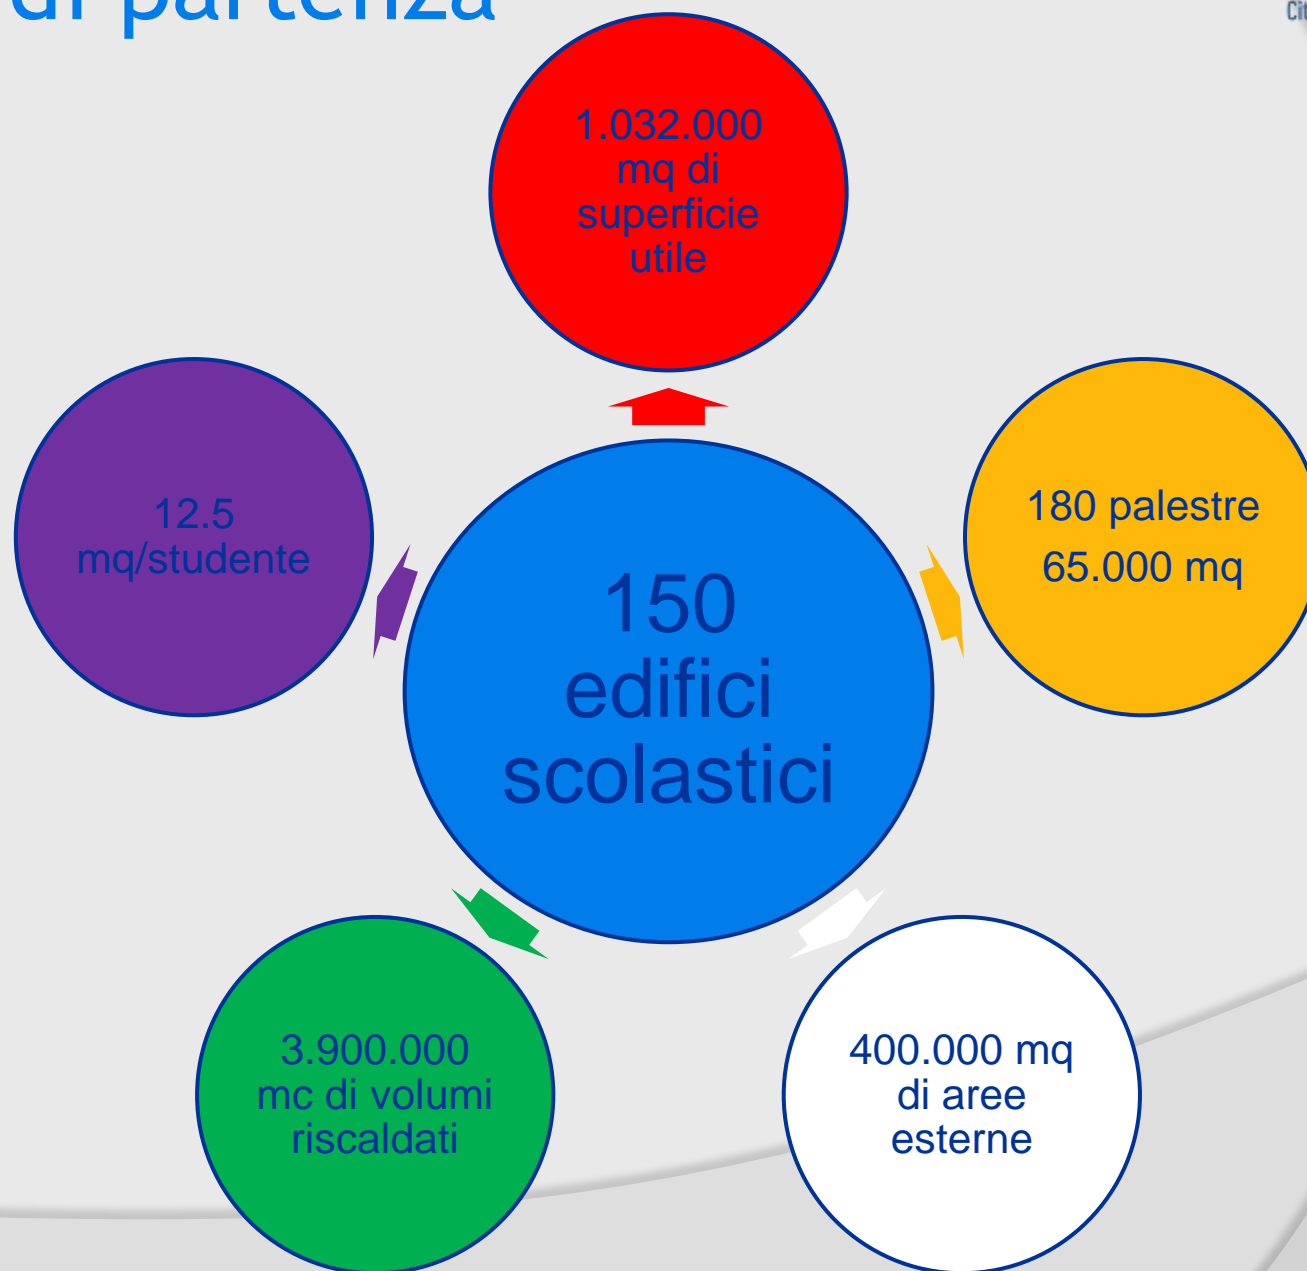 di partenza
1.032.000
mq di
superficie
utile
12.5
mq/studente
180 palestre
65.000 mq
150
edifici
scolastici
3.900.000
mc di volumi
riscaldati
400.000 mq
di aree
esterne